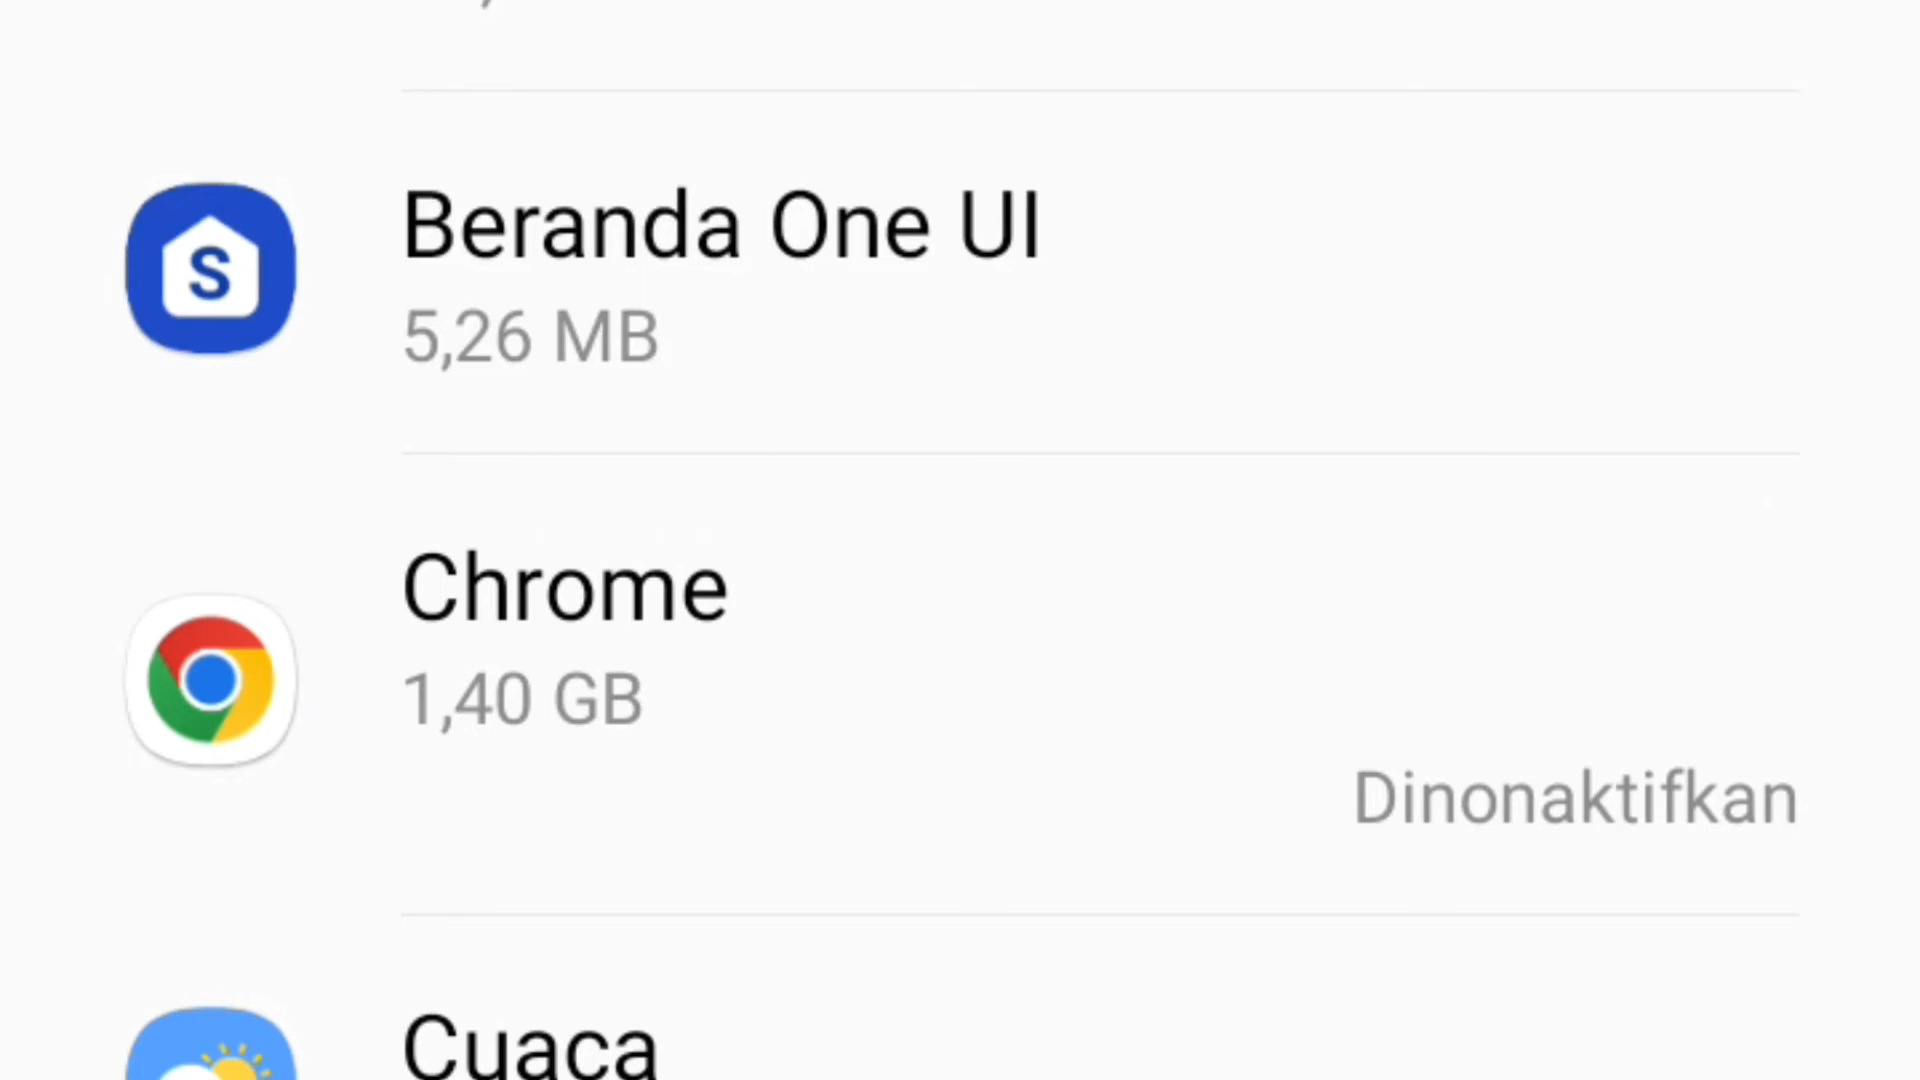 Beranda One UI
5,26 MB
Chrome
1,40 GB
Dinonaktifkan
Cuaca